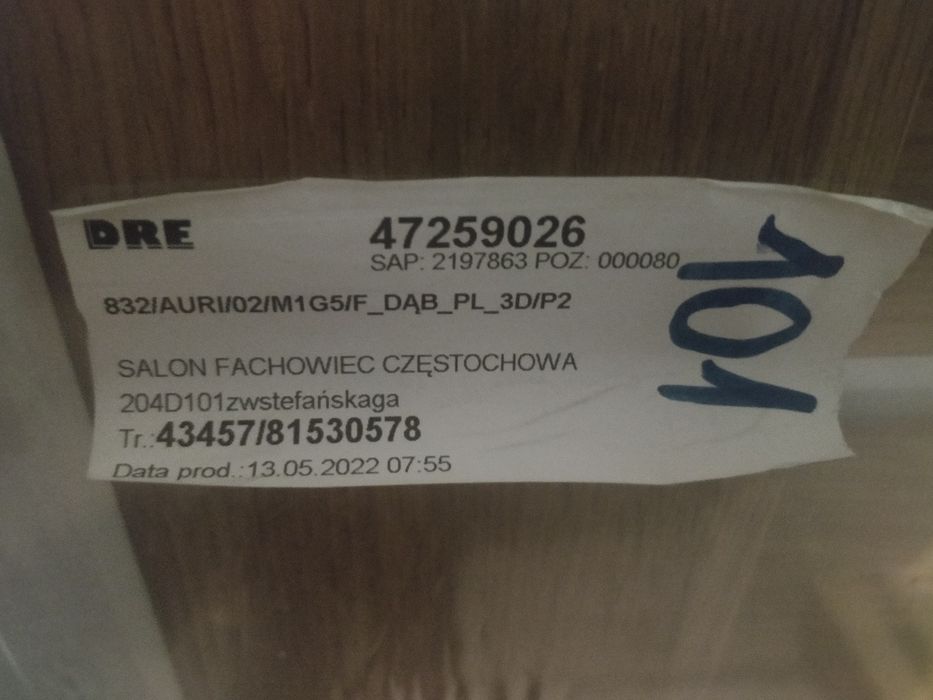 DRE
47259026
SAP: 2197863 POZ: 000080
832/AURI/02/M1G5/F_DĄB_PL_3D/P2
SALON FACHOWIEC CZĘSTOCHOWA
204D101zwstefańskaga
Tr.:43457/81530578
Data prod.:13.05.2022 07:55
101